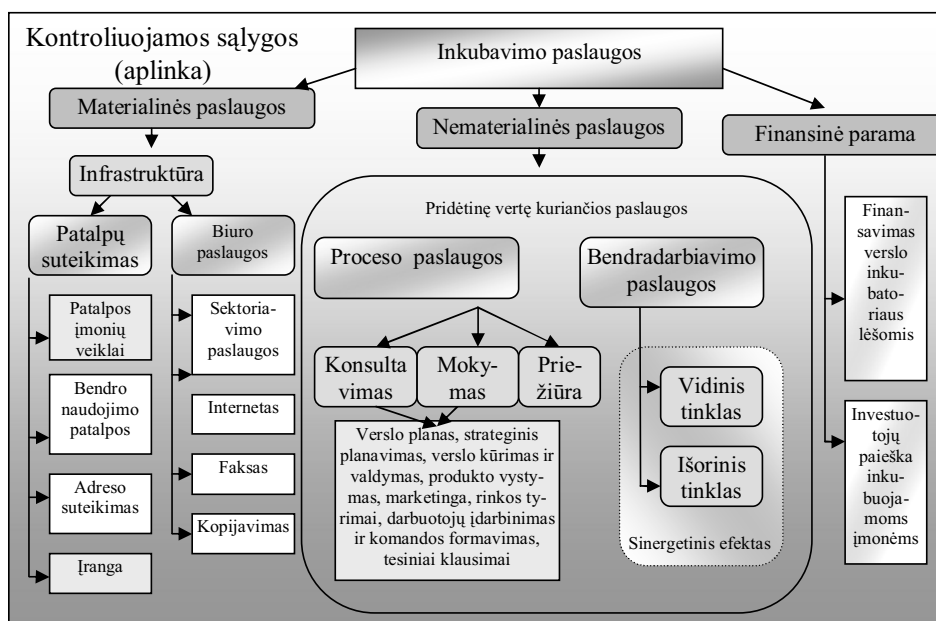 Kontroliuojamos sąlygos
(aplinka)
Inkubavimo paslaugos
Materialinės paslaugos
Nematerialinės paslaugos
Finansinė parama
Infrastruktūra
Patalpų
suteikimas
Biuro
paslaugos
Patalpos
įmonių
veiklai
Bendro
naudojimo
patalpos
Adreso
suteikimas
Įranga
Sektoria-
vimo
paslaugos
Internetas
Faksas
Kopijavimas
Pridėtinę vertę kuriančios paslaugos
Proceso paslaugos
Bendradarbiavimo
paslaugos
Konsulta
vimas
Moky-
mas
Prie-
žiūra
Verslo planas, strateginis
planavimas, verslo kūrimas ir
valdymas, produkto vysty-
mas, marketinga, rinkos ty-
rimai, darbuotojų įdarbinimas
ir komandos formavimas,
tesiniai klausimai
Vidinis
tinklas
Išorinis
tinklas
Sinergetinis efektas
Finan-
savimas
verslo
inku-
bato-
riaus
lėšomis
Investuo-
tojų
paieška
inku-
buoja-
moms
įmonėms